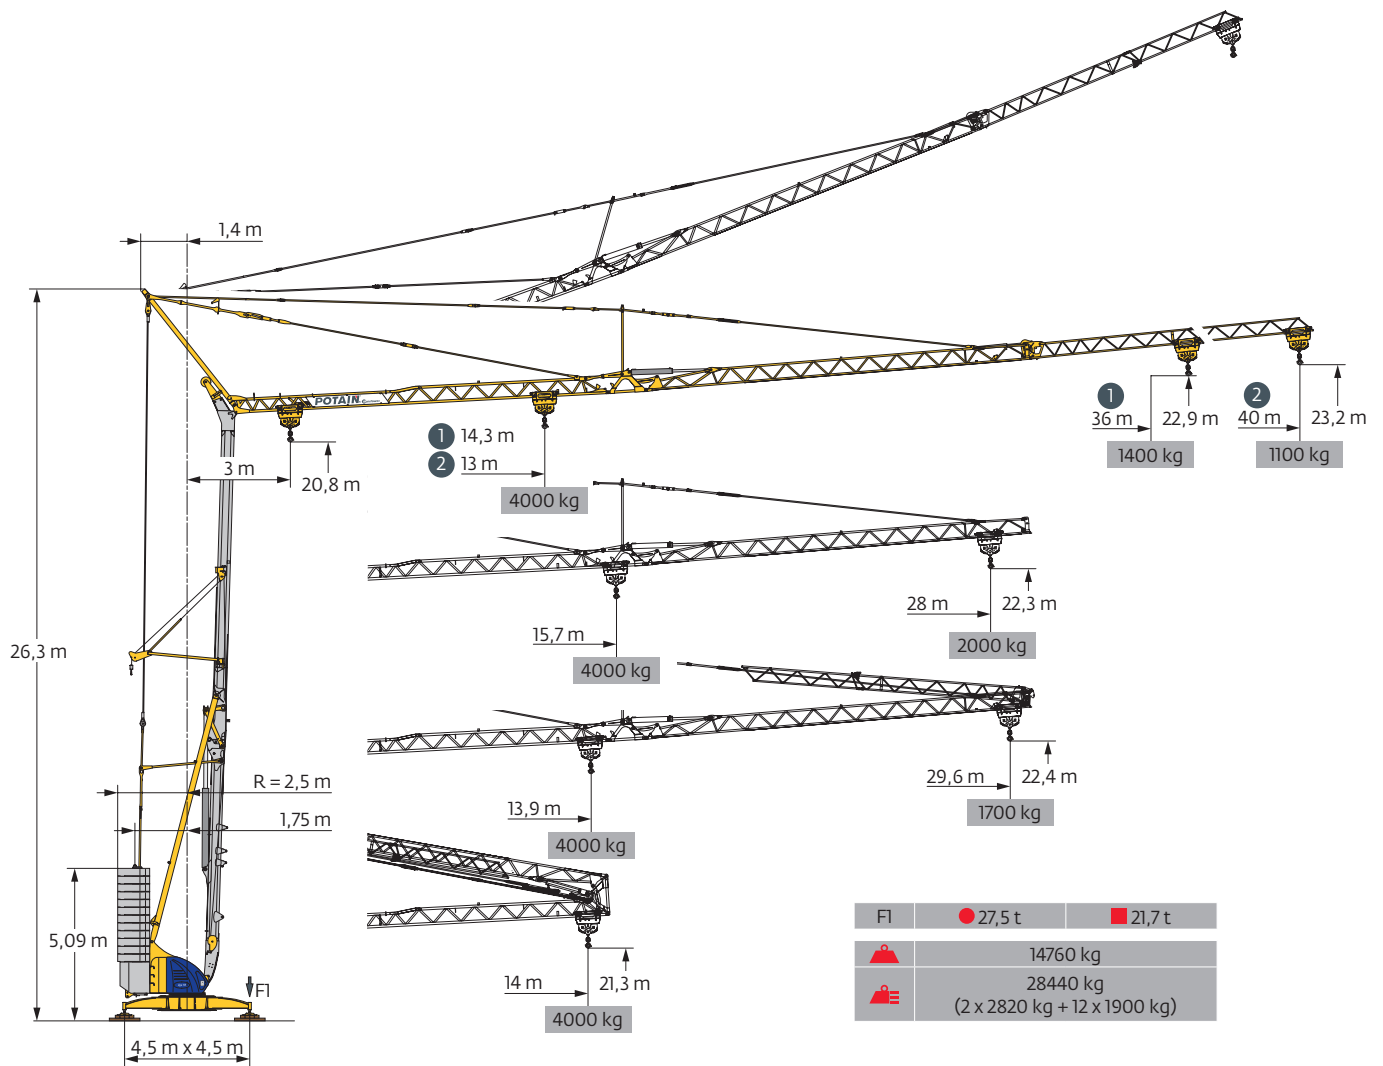 1,4 m
POTAIN
1 36 m
22,9 m
1400 kg
2 40 m
23,2 m
1100 kg
1 14,3 m
2 13 m
4000 kg
3 m
20,8 m
28 m
22,3 m
2000 kg
15,7 m
4000 kg
26,3 m
R = 2,5 m
29,6 m
22,4 m
1700 kg
13,9 m
4000 kg
1,75 m
5,09 m
14 m
21,3 m
4000 kg
F1
4,5 m x 4,5 m
F1 27,5 t 21,7 t
14760 kg
28440 kg
(2 x 2820 kg + 12 x 1900 kg)